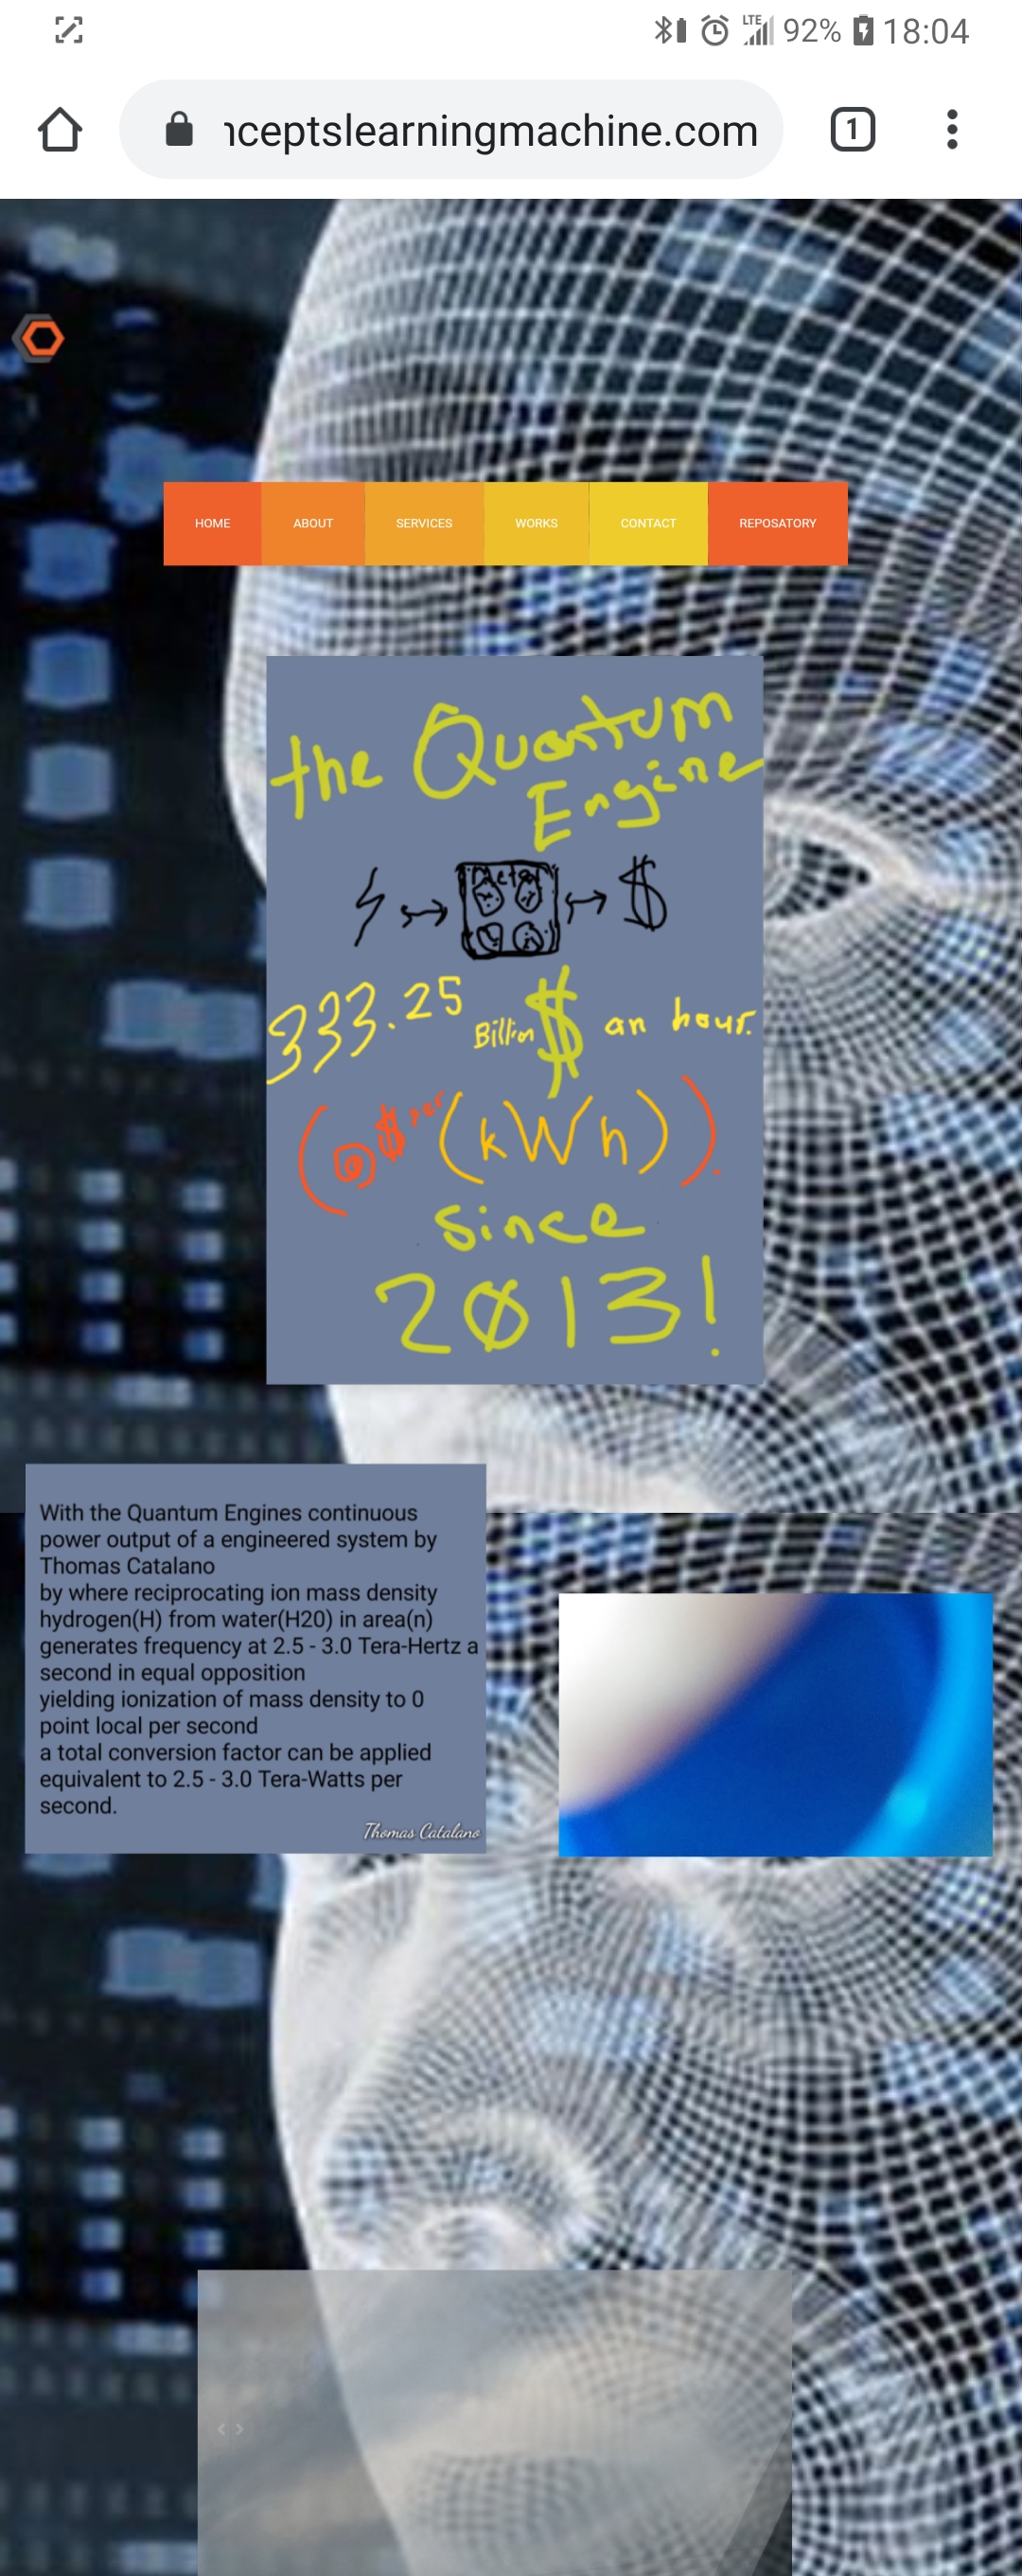 LTE 92% 18:04
ıceptslearningmachine.com 1
HOME ABOUT SERVICES WORKS CONTACT REPOSATORY
the Quantum
Engine
Meter
$
333.25 Billion $ an hour.
(@ $ per (kWh)).
since
2013!
With the Quantum Engines continuous
power output of a engineered system by
Thomas Catalano
by where reciprocating ion mass density
hydrogen(H) from water(H20) in area(n)
generates frequency at 2.5 - 3.0 Tera-Hertz a
second in equal opposition
yielding ionization of mass density to 0
point local per second
a total conversion factor can be applied
equivalent to 2.5 - 3.0 Tera-Watts per
second.
Thomas Catalano